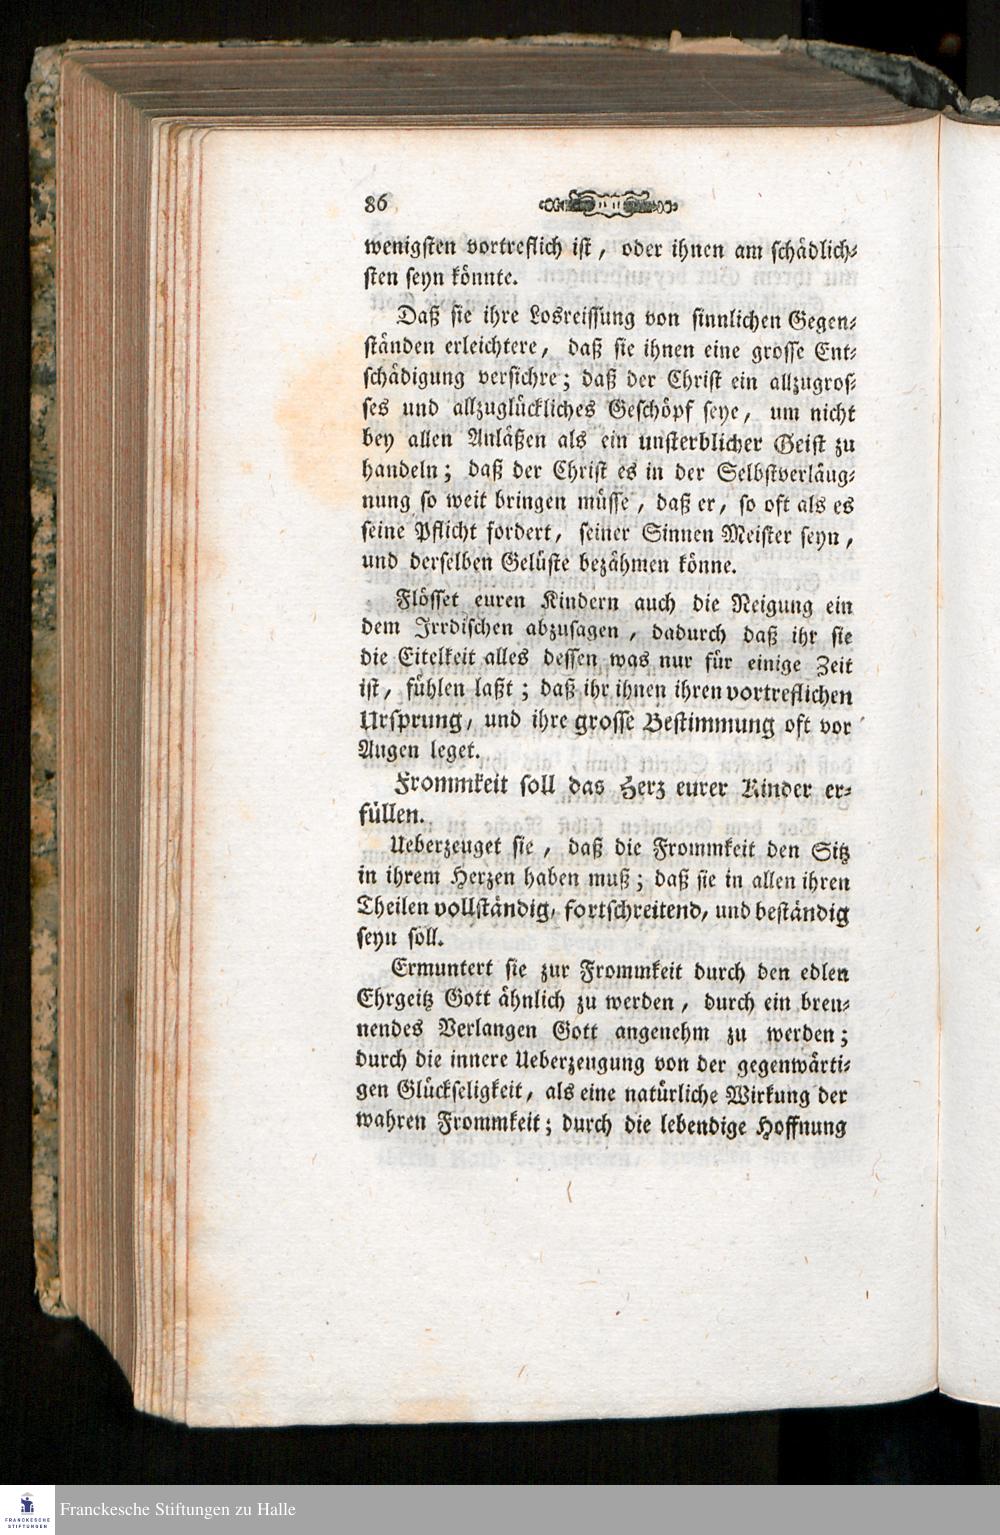 86
wenigsten vortreflich ist, oder ihnen am schädlich-
sten seyn könnte.
Daß sie ihre Losreissung von sinnlichen Gegen-
ständen erleichtere, daß sie ihnen eine grosse Ent-
schädigung versichre; daß der Christ ein allzugros-
ses und allzuglückliches Geschöpf seye, um nicht
bey allen Anläßen als ein unsterblicher Geist zu
handeln; daß der Christ es in der Selbstverläug-
nung so weit bringen müsse, daß er, so oft als es
seine Pflicht fordert, seiner Sinnen Meister seyn,
und derselben Gelüste bezähmen könne.
Flösset euren Kindern auch die Neigung ein
dem Irrdischen abzusagen, dadurch daß ihr sie
die Eitelkeit alles dessen was nur für einige Zeit
ist, fühlen laßt; daß ihr ihnen ihren vortreflichen
Ursprung, und ihre grosse Bestimmung oft vor
Augen leget.
Frommkeit soll das Herz eurer Kinder er-
füllen.
Ueberzeuget sie, daß die Frommkeit den Sitz
in ihrem Herzen haben muß; daß sie in allen ihren
Theilen vollständig, fortschreitend, und beständig
seyn soll.
Ermuntert sie zur Frommkeit durch den edlen
Ehrgeitz Gott ähnlich zu werden, durch ein bren-
nendes Verlangen Gott angenehm zu werden;
durch die innere Ueberzeugung von der gegenwärti-
gen Glückseligkeit, als eine natürliche Wirkung der
wahren Frommkeit; durch die lebendige Hoffnung
FRANCKESCHE
STIFTUNGEN
Franckesche Stiftungen zu Halle